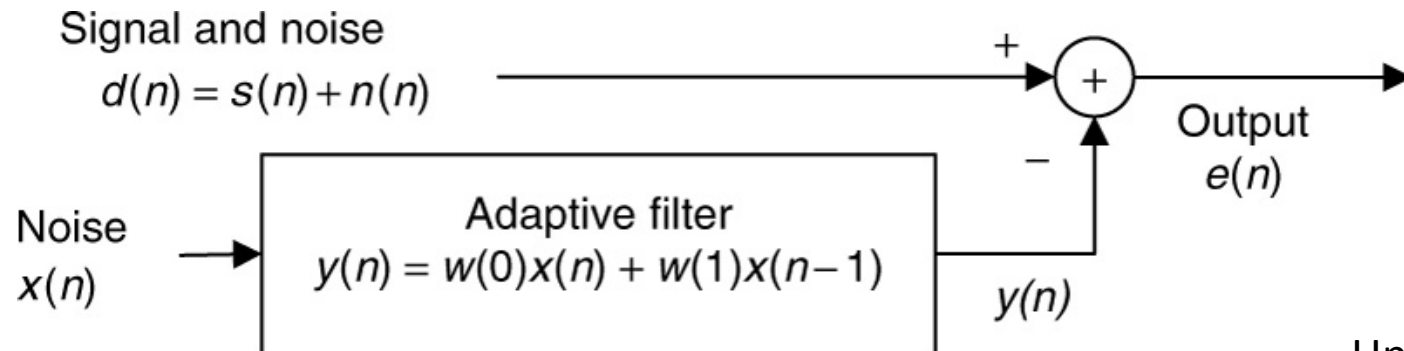 Signal and noise
d(n) = s(n)+n(n)
+
+
Output
e(n)
−
Noise
x(n)
Adaptive filter
y(n) = w(0)x(n) + w(1)x(n−1)
y(n)